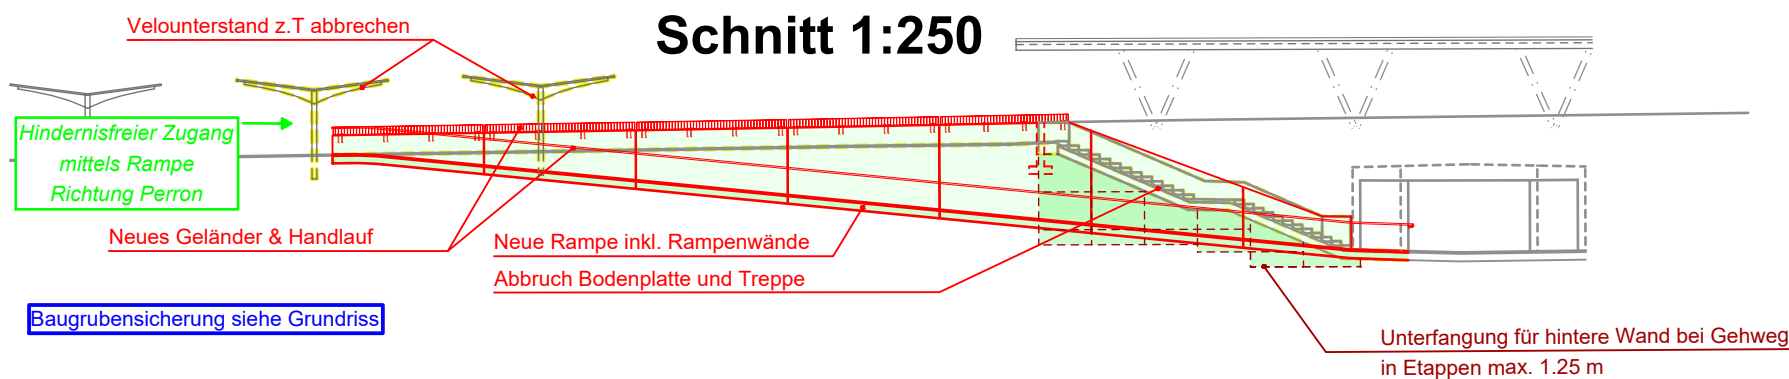 Schnitt 1:250
Velounterstand z.T abbrechen
Hindernisfreier Zugang
mittels Rampe
Richtung Perron
Neues Geländer & Handlauf
Neue Rampe inkl. Rampenwände
Abbruch Bodenplatte und Treppe
Baugrubensicherung siehe Grundriss
Unterfangung für hintere Wand bei Gehweg
in Etappen max. 1.25 m